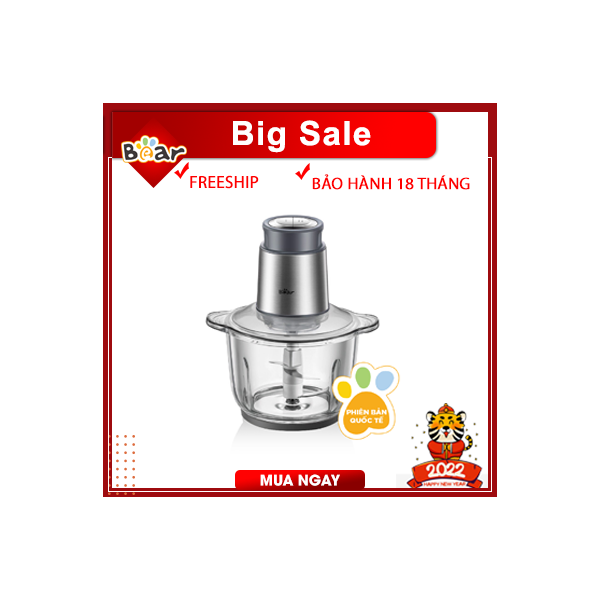 Big Sale
Bear
FREESHIP
BẢO HÀNH 18 THÁNG
Bear
PHIÊN BẢN
QUỐC TẾ
2022
HAPPY NEW YEAR
MUA NGAY